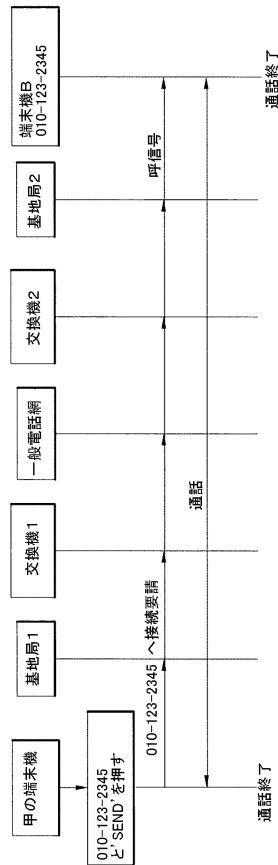 甲の端末機
基地局1
交換機1
一般電話網
交換機2
基地局2
端末機B
010-123-2345
010-123-2345
と'SEND'を押す
010-123-2345 へ接続要請
呼信号
通話
通話終了
通話終了